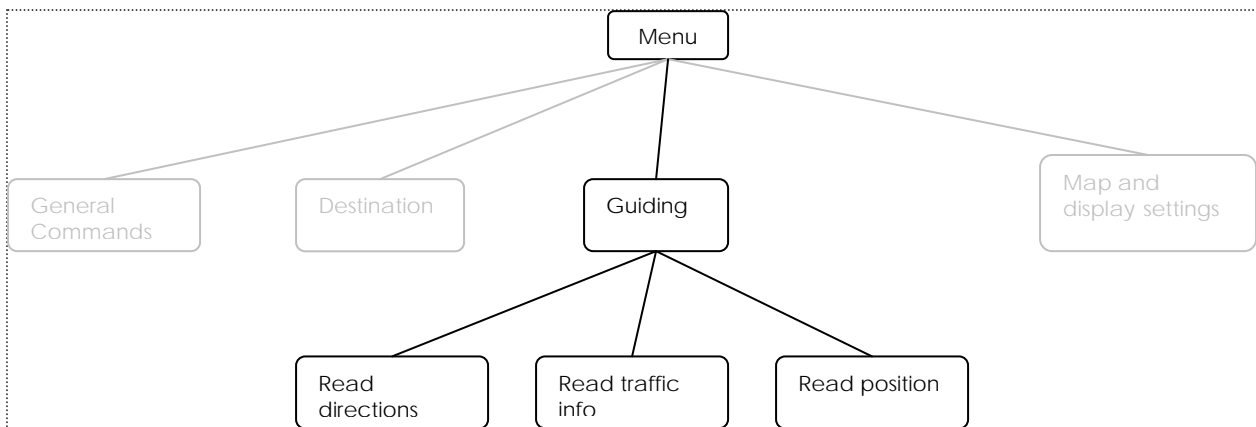 Menu
General
Commands
Destination
Guiding
Map and
display settings
Read
directions
Read traffic
info
Read position